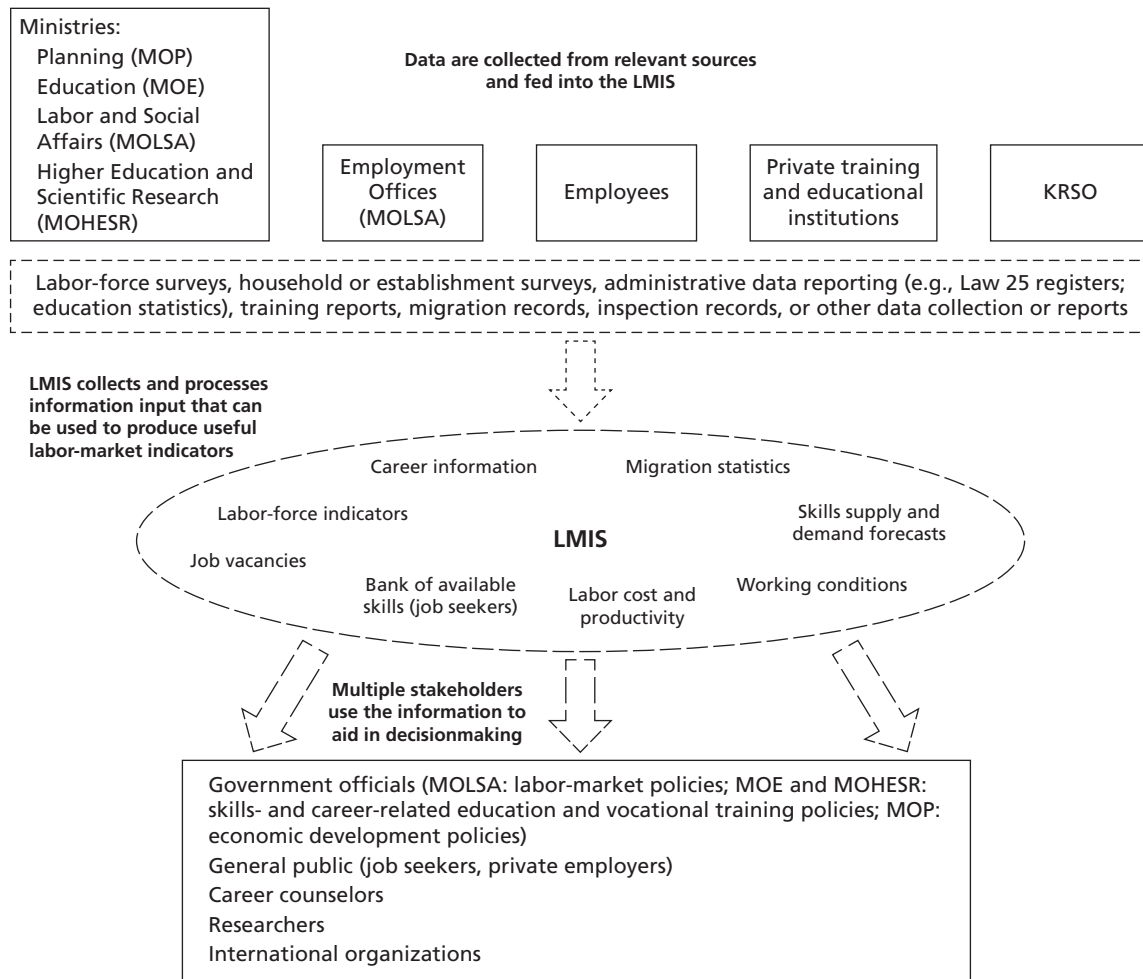 Ministries:
Planning (MOP)
Education (MOE)
Labor and Social
Affairs (MOLSA)
Higher Education and
Scientific Research
(MOHESR)
Data are collected from relevant sources
and fed into the LMIS
Employment
Offices
(MOLSA)
Employees
Private training
and educational
institutions
KRSO
Labor-force surveys, household or establishment surveys, administrative data reporting (e.g., Law 25 registers;
education statistics), training reports, migration records, inspection records, or other data collection or reports
LMIS collects and processes
information input that can
be used to produce useful
labor-market indicators
Career information
Migration statistics
Labor-force indicators
Skills supply and
demand forecasts
LMIS
Job vacancies
Bank of available
skills (job seekers)
Labor cost and
productivity
Working conditions
Multiple stakeholders
use the information to
aid in decisionmaking
Government officials (MOLSA: labor-market policies; MOE and MOHESR:
skills- and career-related education and vocational training policies; MOP:
economic development policies)
General public (job seekers, private employers)
Career counselors
Researchers
International organizations